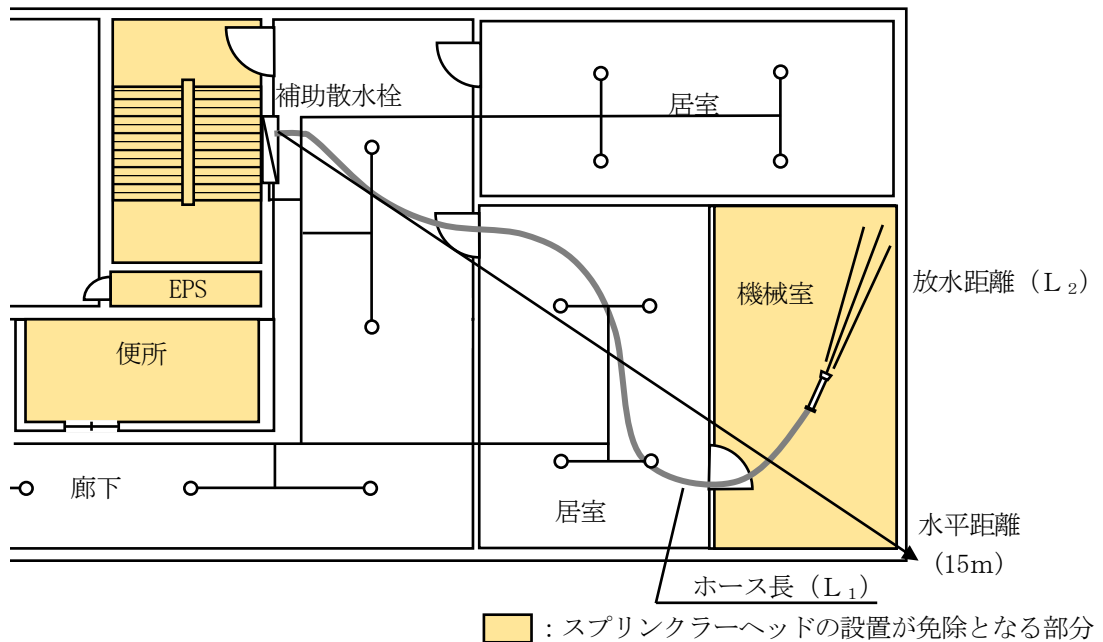 補助散水栓
居室
EPS
機械室
放水距離（L₂）
便所
廊下
居室
水平距離
（15m）
ホース長（L₁）
：スプリンクラーヘッドの設置が免除となる部分